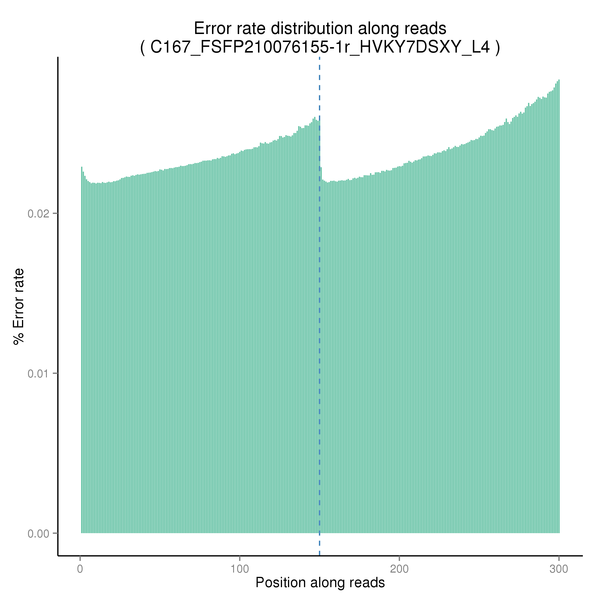 Error rate distribution along reads
( C167_FSFP210076155-1r_HVKY7DSXY_L4 )
% Error rate
0.02
0.01
0.00
0
100
200
300
Position along reads